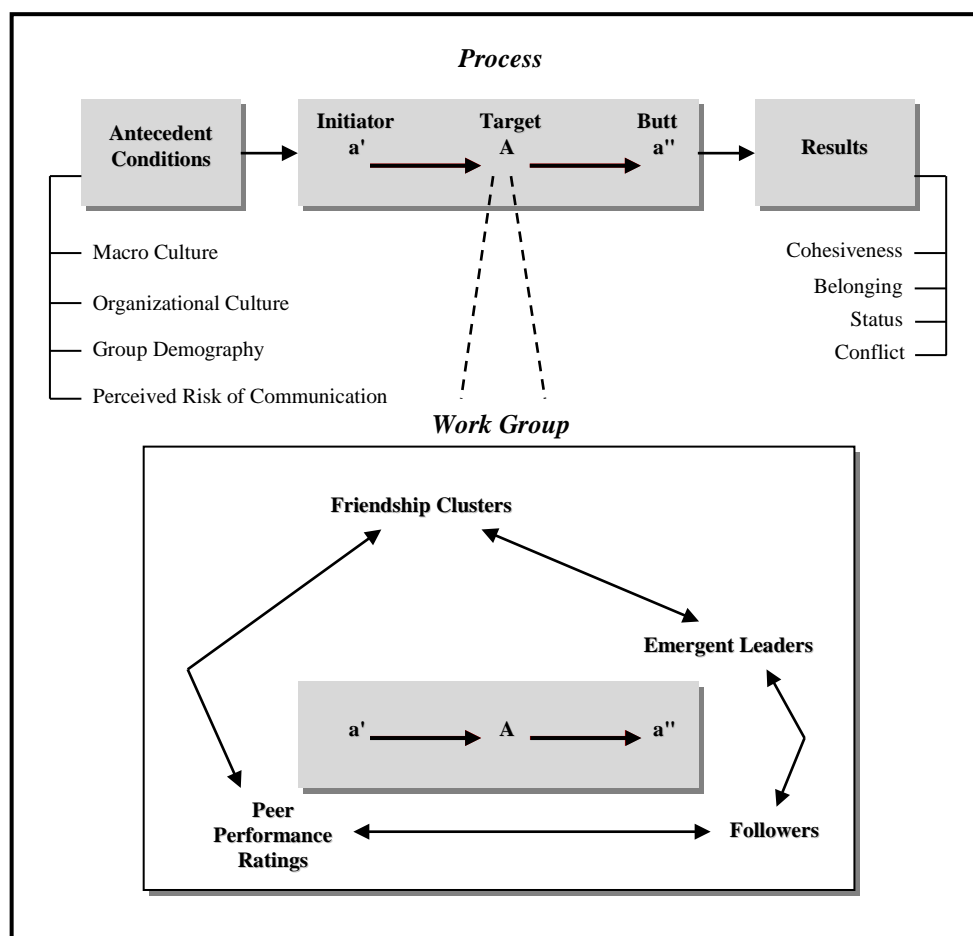 Process
Antecedent
Conditions
Initiator Target Butt
a' A a"
Results
Macro Culture
Organizational Culture
Group Demography
Perceived Risk of Communication
Cohesiveness
Belonging
Status
Conflict
Work Group
Friendship Clusters
Emergent Leaders
a' A a"
Peer
Performance
Ratings
Followers